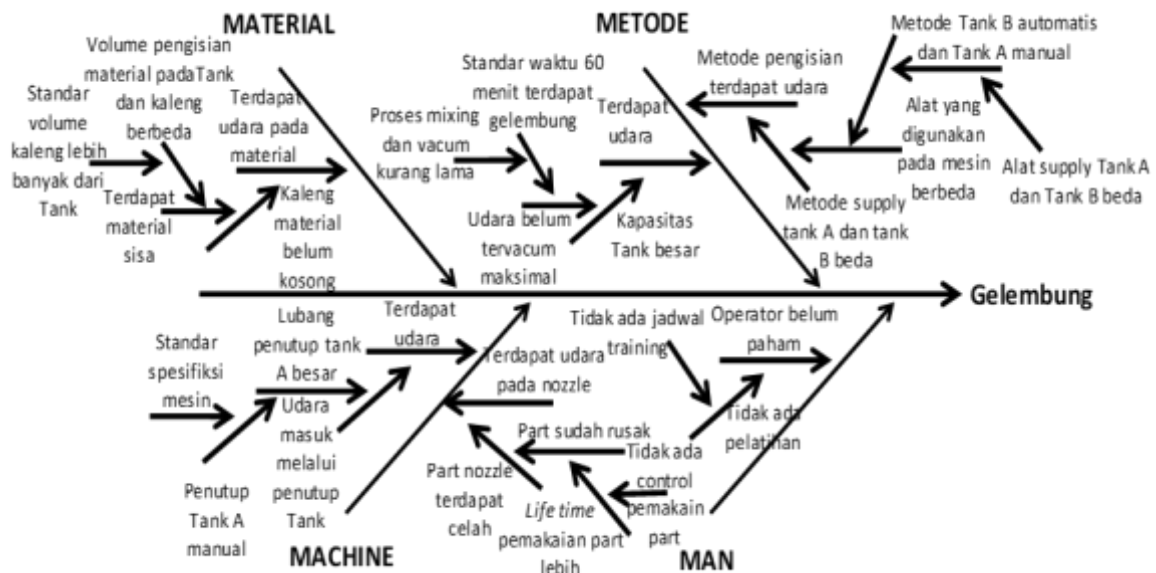 MATERIAL
Volume pengisian
material padaTank
dan kaleng
berbeda
Standar
volume
kaleng lebih
banyak dari
Tank
Terdapat
udara pada
material
Terdapat
material
sisa
Kaleng
material
belum
kosong
METODE
Standar waktu 60
menit terdapat
gelembung
Proses mixing
dan vacum
kurang lama
Terdapat
udara
Udara belum
tervacum
maksimal
Kapasitas
Tank besar
Metode pengisian
terdapat udara
Metode Tank B automatis
dan Tank A manual
Alat yang
digunakan
pada mesin
berbeda
Alat supply Tank A
dan Tank B beda
Metode supply
tank A dan tank
B beda
Gelembung
Lubang
penutup tank
A besar
Terdapat
udara
Standar
spesifiksi
mesin
Udara
masuk
melalui
penutup
Tank
Penutup
Tank A
manual
MACHINE
Terdapat udara
pada nozzle
Part sudah rusak
Part nozzle
terdapat
celah
Life time
pemakaian part
lebih
Tidak ada
control
pemakain
part
Tidak ada jadwal
training
Operator belum
paham
Tidak ada
pelatihan
MAN